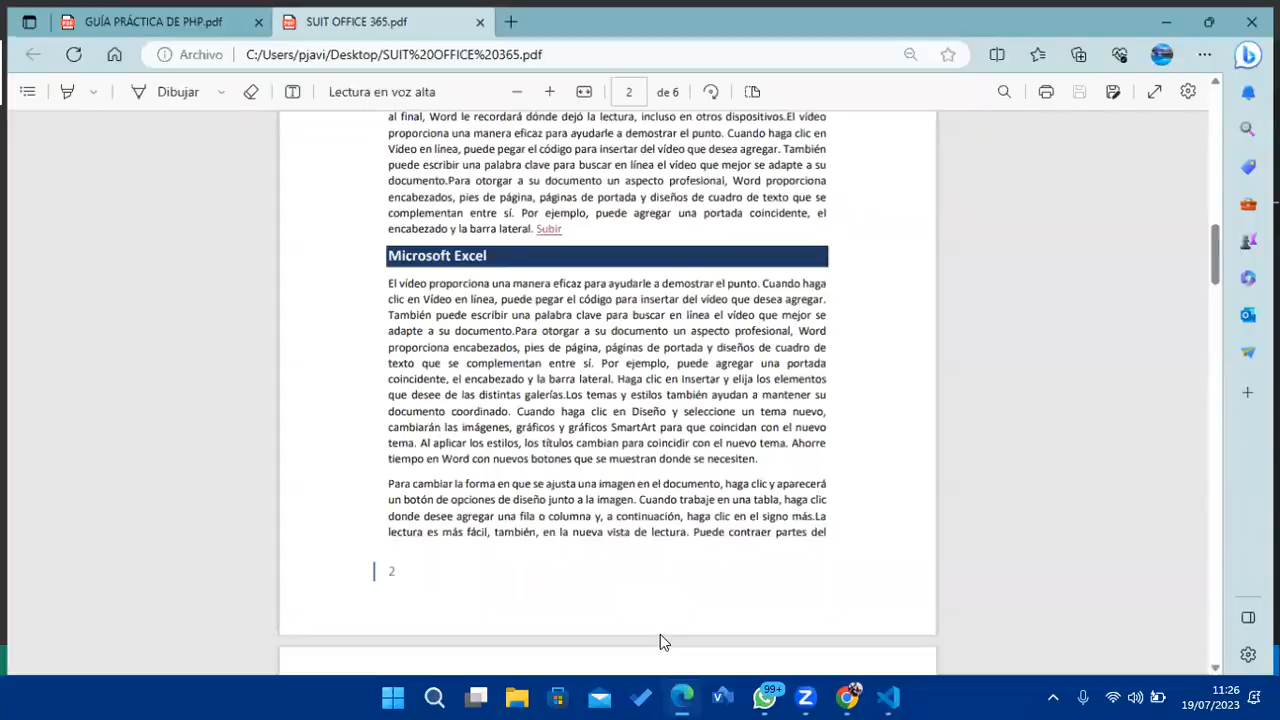 GUÍA PRÁCTICA DE PHP.pdf
SUIT OFFICE 365.pdf
Archivo
C:/Users/pjavi/Desktop/SUIT%20OFFICE%20365.pdf
Dibujar
Lectura en voz alta
2
de 6
al final, Word le recordará dónde dejó la lectura, incluso en otros dispositivos.El vídeo
proporciona una manera eficaz para ayudarle a demostrar el punto. Cuando haga clic en
Vídeo en línea, puede pegar el código para insertar del vídeo que desea agregar. También
puede escribir una palabra clave para buscar en línea el vídeo que mejor se adapte a su
documento.Para otorgar a su documento un aspecto profesional, Word proporciona
encabezados, pies de página, páginas de portada y diseños de cuadro de texto que se
complementan entre sí. Por ejemplo, puede agregar una portada coincidente, el
encabezado y la barra lateral. Subir
Microsoft Excel
El vídeo proporciona una manera eficaz para ayudarle a demostrar el punto. Cuando haga
clic en Vídeo en línea, puede pegar el código para insertar del vídeo que desea agregar.
También puede escribir una palabra clave para buscar en línea el vídeo que mejor se
adapte a su documento.Para otorgar a su documento un aspecto profesional, Word
proporciona encabezados, pies de página, páginas de portada y diseños de cuadro de
texto que se complementan entre sí. Por ejemplo, puede agregar una portada
coincidente, el encabezado y la barra lateral. Haga clic en Insertar y elija los elementos
que desee de las distintas galerías.Los temas y estilos también ayudan a mantener su
documento coordinado. Cuando haga clic en Diseño y seleccione un tema nuevo,
cambiarán las imágenes, gráficos y gráficos SmartArt para que coincidan con el nuevo
tema. Al aplicar los estilos, los títulos cambian para coincidir con el nuevo tema. Ahorre
tiempo en Word con nuevos botones que se muestran donde se necesiten.
Para cambiar la forma en que se ajusta una imagen en el documento, haga clic y aparecerá
un botón de opciones de diseño junto a la imagen. Cuando trabaje en una tabla, haga clic
donde desee agregar una fila o columna y, a continuación, haga clic en el signo más.La
lectura es más fácil, también, en la nueva vista de lectura. Puede contraer partes del
2
99+
11:26
19/07/2023